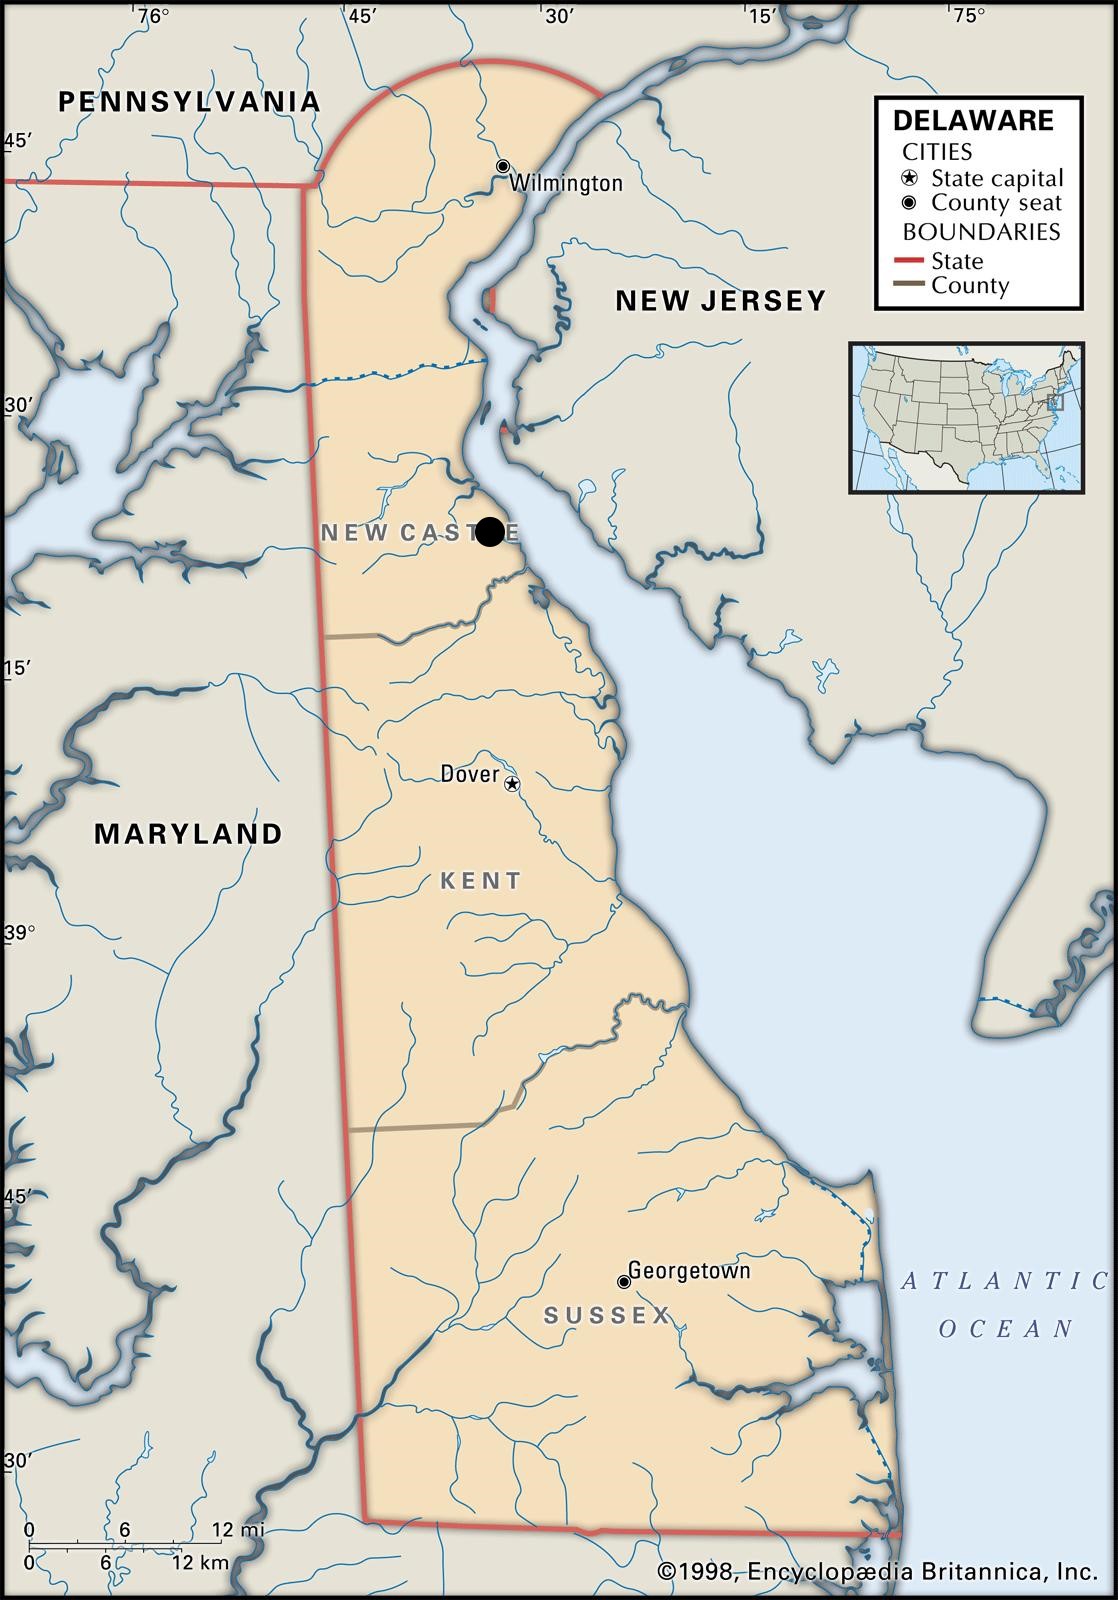 76°
45′
30′
15′
75°
PENNSYLVANIA
45′
DELAWARE
CITIES
State capital
County seat
BOUNDARIES
State
County
Wilmington
NEW JERSEY
30′
NEW
15′
Dover
MARYLAND
KENT
39°
45′
Georgetown
SUSSEX
ATLANTIC
OCEAN
30′
0 6 12 mi
0 6 12 km
©1998, Encyclopædia Britannica, Inc.